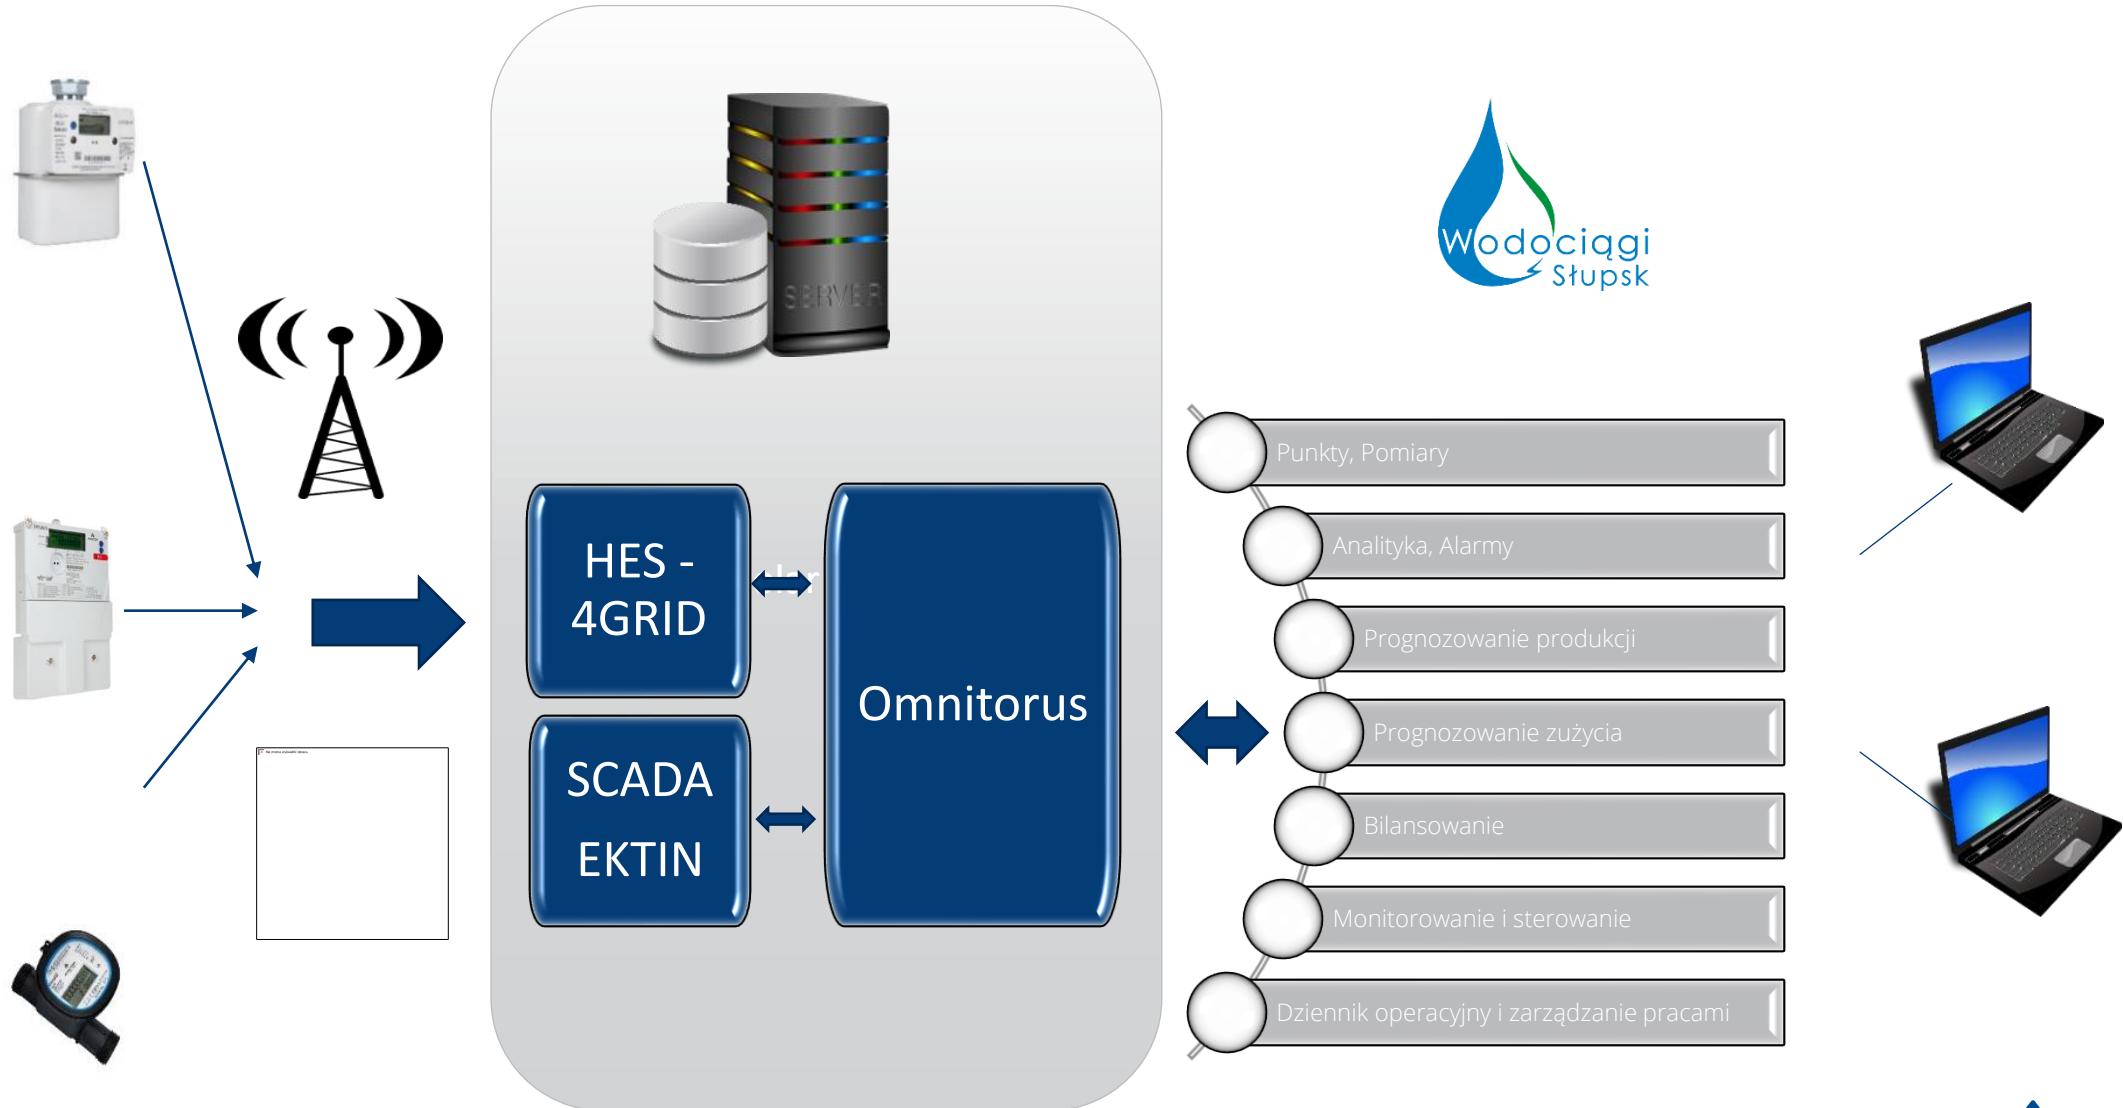 SERVER
Wodociągi
Słupsk
HES -
4GRID
SCADA
EKTIN
Omnitorus
Punkty, Pomiary
Analityka, Alarmy
Prognozowanie produkcji
Prognozowanie zużycia
Bilansowanie
Monitorowanie i sterowanie
Dziennik operacyjny i zarządzanie pracami